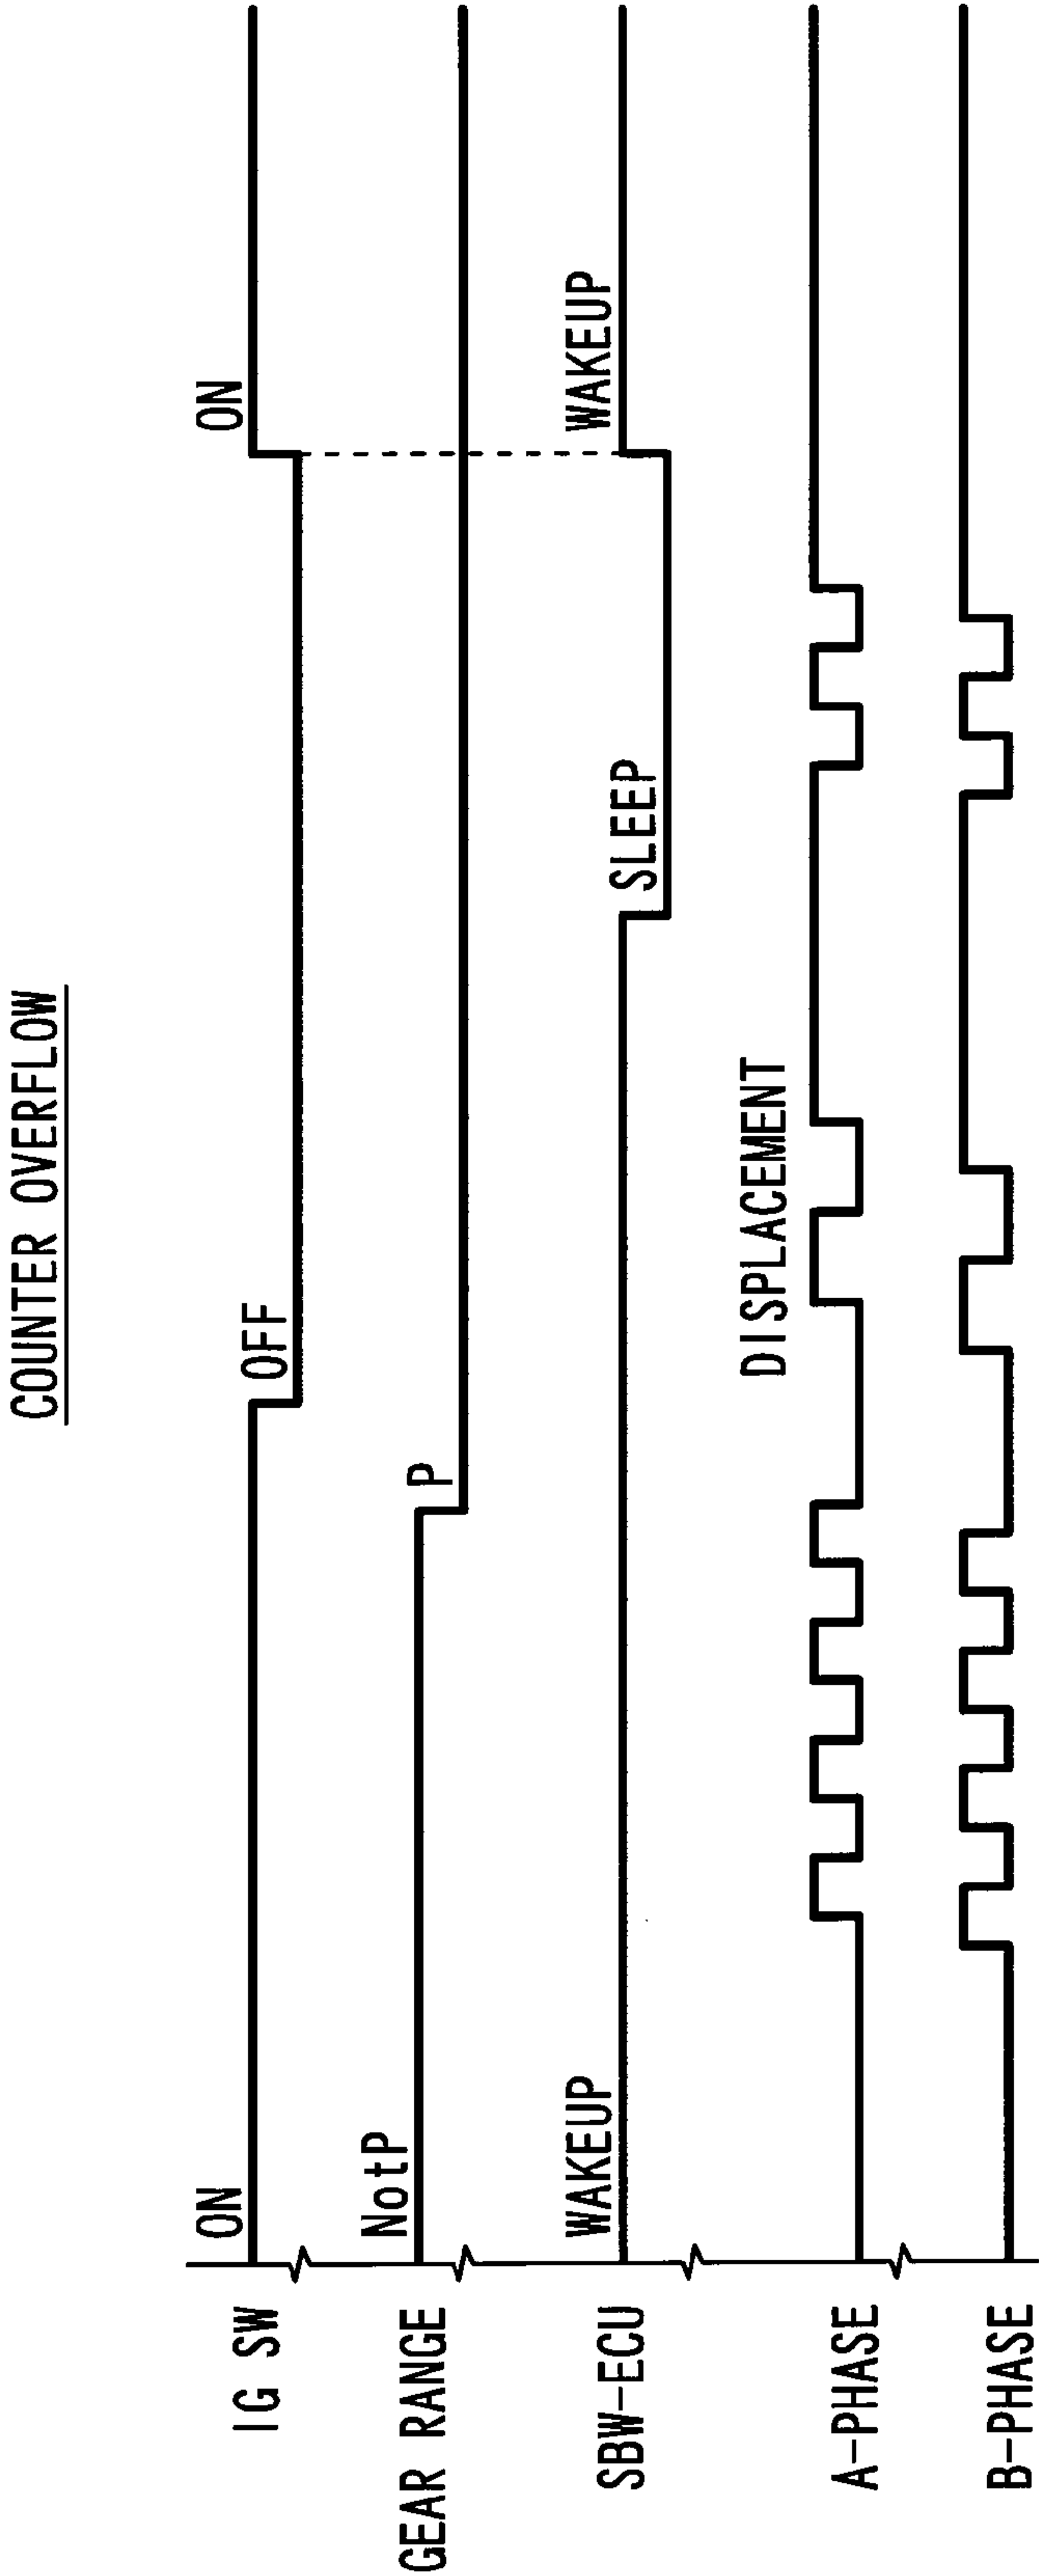 COUNTER OVERFLOW
IG SW
ON
OFF
ON
GEAR RANGE
NotP
P
SBW-ECU
WAKEUP
SLEEP
WAKEUP
DISPLACEMENT
A-PHASE
B-PHASE